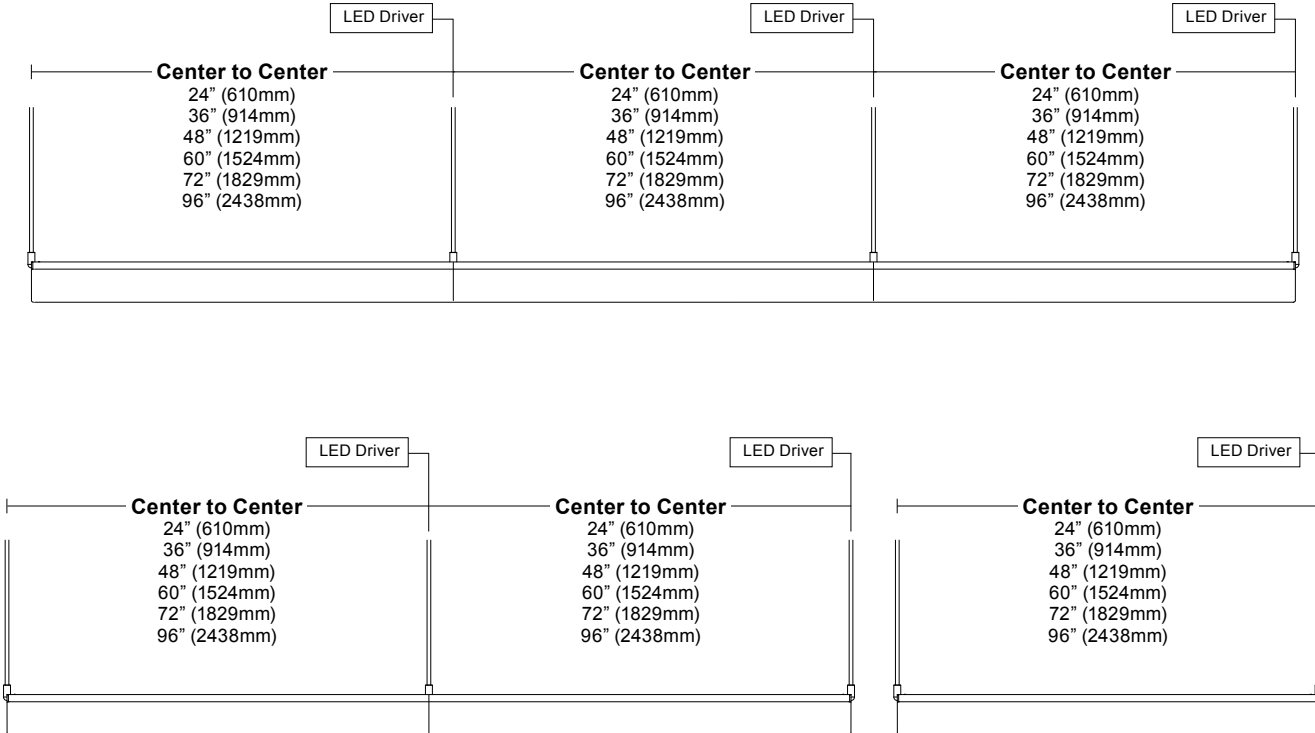 LED Driver
LED Driver
LED Driver
Center to Center
24” (610mm)
36” (914mm)
48” (1219mm)
60” (1524mm)
72” (1829mm)
96” (2438mm)
Center to Center
24” (610mm)
36” (914mm)
48” (1219mm)
60” (1524mm)
72” (1829mm)
96” (2438mm)
Center to Center
24” (610mm)
36” (914mm)
48” (1219mm)
60” (1524mm)
72” (1829mm)
96” (2438mm)
LED Driver
LED Driver
LED Driver
Center to Center
24” (610mm)
36” (914mm)
48” (1219mm)
60” (1524mm)
72” (1829mm)
96” (2438mm)
Center to Center
24” (610mm)
36” (914mm)
48” (1219mm)
60” (1524mm)
72” (1829mm)
96” (2438mm)
Center to Center
24” (610mm)
36” (914mm)
48” (1219mm)
60” (1524mm)
72” (1829mm)
96” (2438mm)